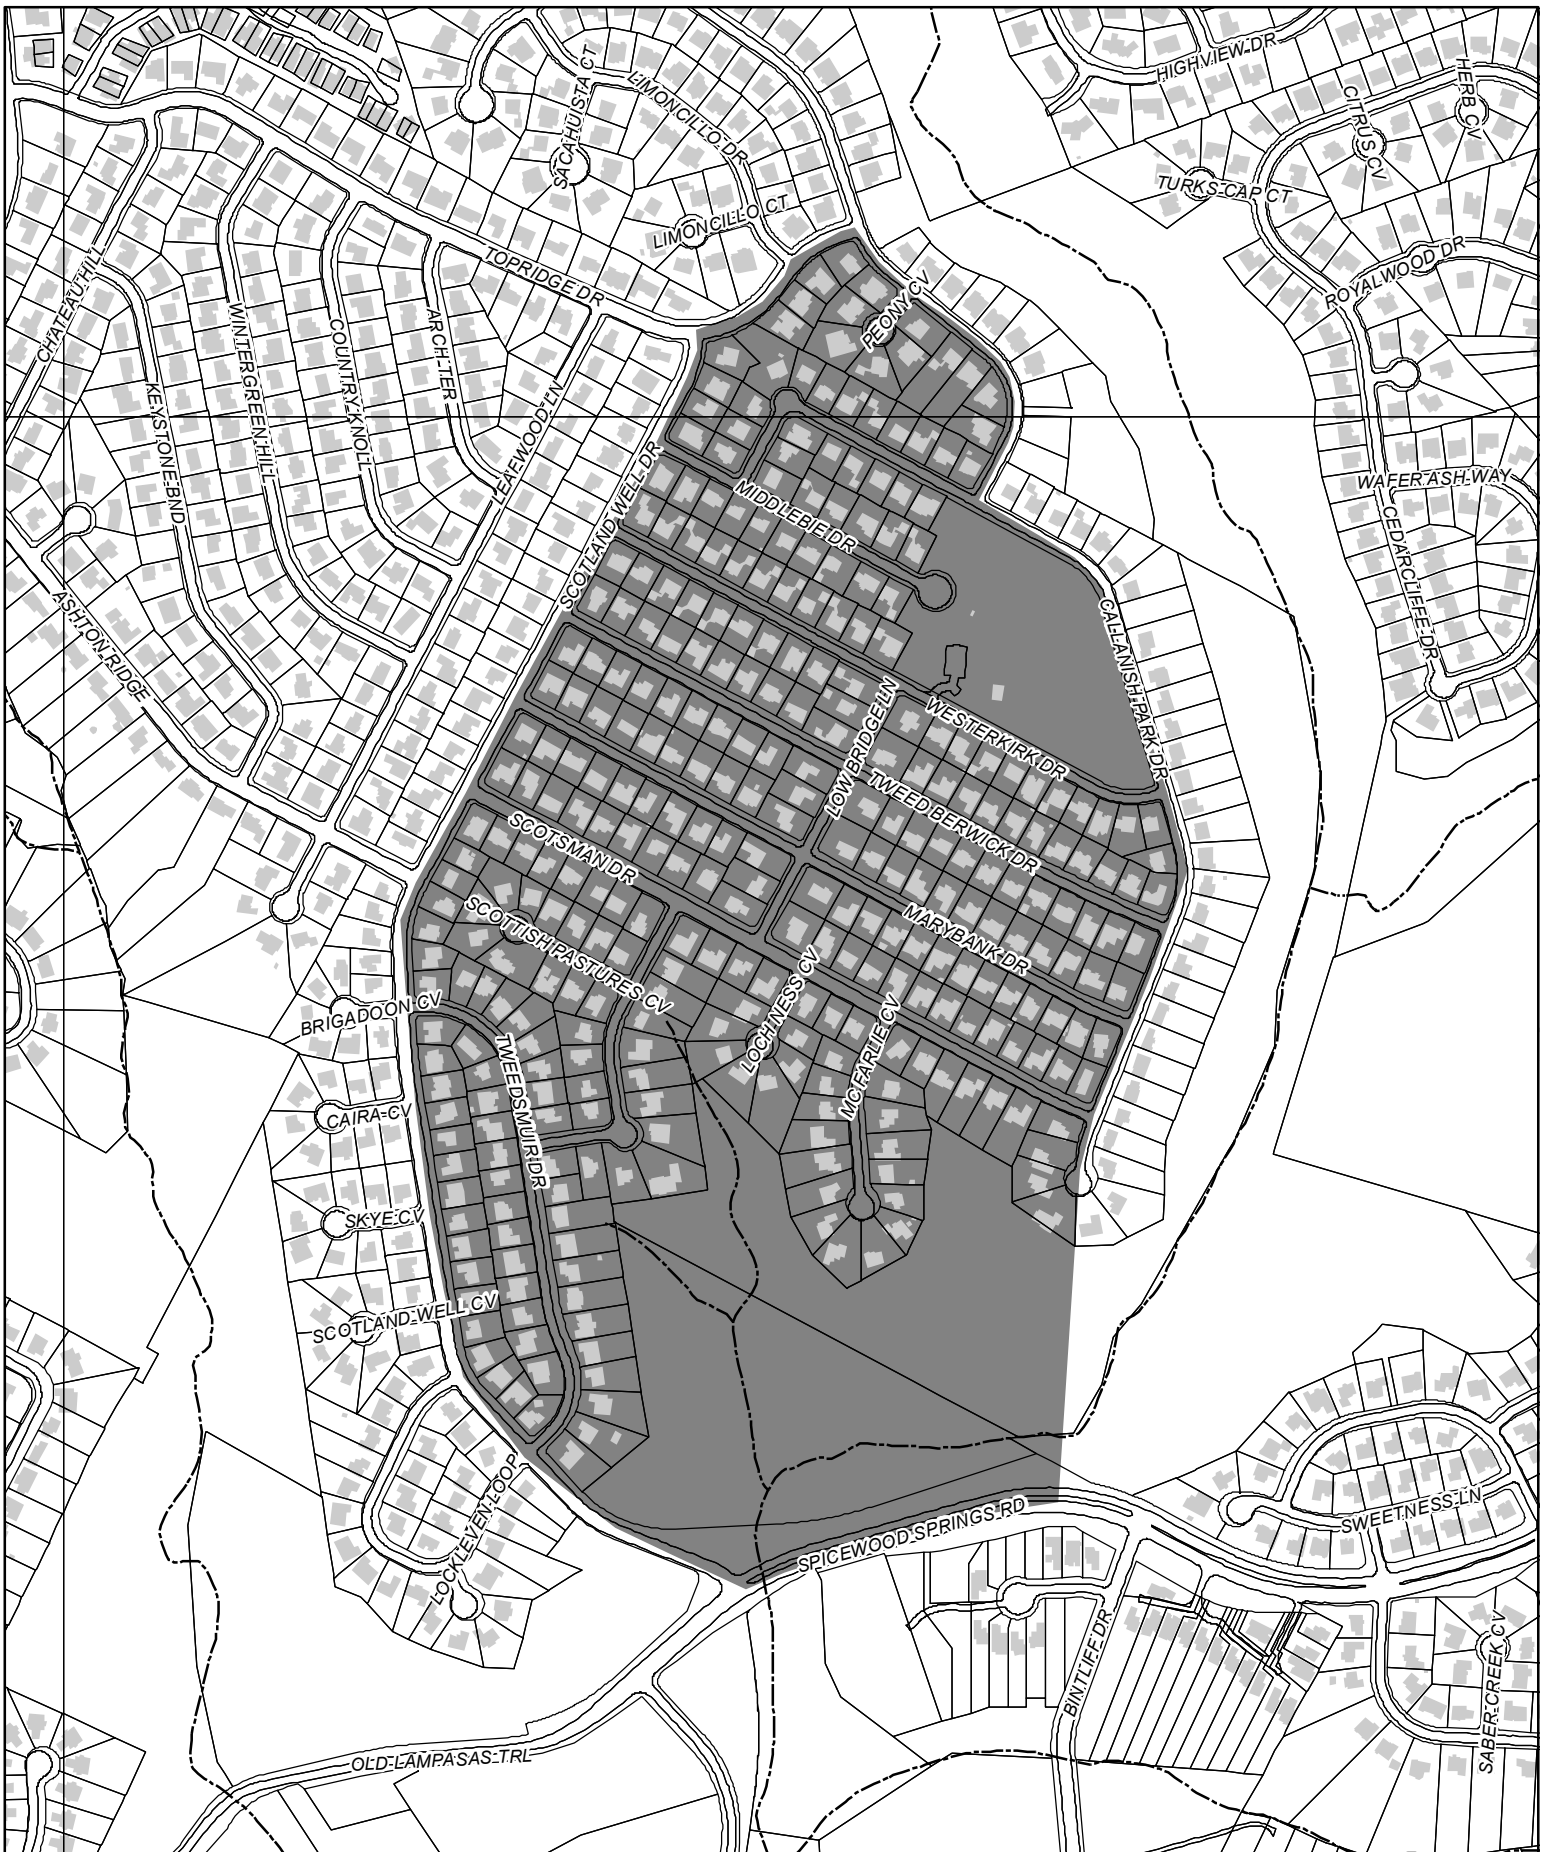 HIGHVIEW DR
HERB CV
CITRUS CV
SACAHUISTA CT
LIMONCILLO DR
TURKS CAP CT
LIMONCILLO CT
ROYALWOOD DR
TOPRIDGE DR
PEONY CV
CHATEAU HILL
WINTERGREEN HILL
COUNTRY KNOLL
ARCHTER
KEYSTONE BND
LEAFWOOD LN
SCOTLAND WELL DR
MIDDLEBIE DR
WAFER ASH WAY
CEDARCLIFFE DR
ASHTON RIDGE
CALLANISH PARK DR
LOW BRIDGE LN
WESTERKIRK DR
TWEED BERWICK DR
SCOTSMAN DR
SCOTTISH PASTURES CV
MARYBANK DR
LOCH NESS CV
MC FARLIE CV
BRIGADOON CV
TWEEDSMUIR DR
CAIRA CV
SKYE CV
SCOTLAND WELL CV
LOCKLEVEN LOOP
SPICEWOOD SPRINGS RD
SWEETNESS LN
BINTLIFF DR
SABER CREEK CV
OLD LAMPASAS TRL